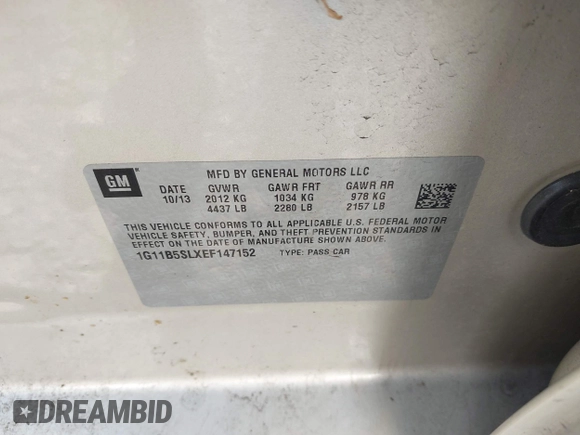 GM
MFD BY GENERAL MOTORS LLC
DATE GVWR GAWR FRT GAWR RR
10/13 2012 KG 1034 KG 978 KG
4437 LB 2280 LB 2157 LB
THIS VEHICLE CONFORMS TO ALL APPLICABLE U.S. FEDERAL MOTOR
VEHICLE SAFETY, BUMPER, AND THEFT PREVENTION STANDARDS IN
EFFECT ON THE DATE OF MANUFACTURE SHOWN ABOVE.
1G11B5SLXEF147152 TYPE: PASS CAR
DREAMBID